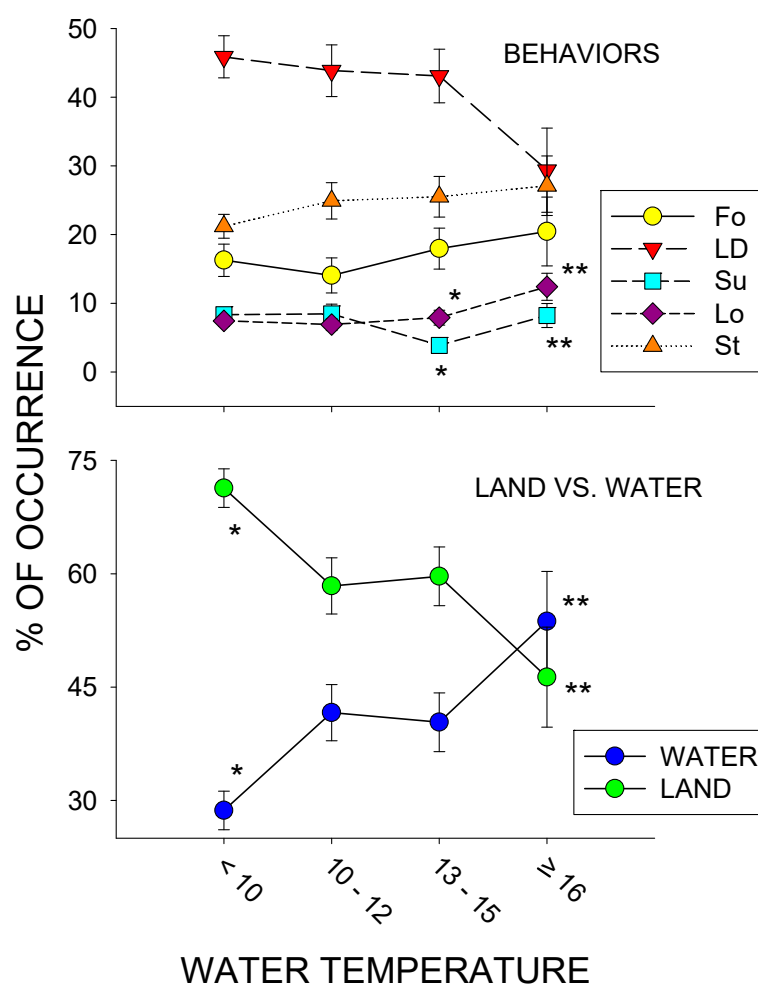 50
BEHAVIORS
40
30
20
10
0
Fo
LD
Su
Lo
St
*
**
*
**
% OF OCCURRENCE
75
LAND VS. WATER
60
45
30
*
*
**
**
WATER
LAND
< 10
10 - 12
13 - 15
≥ 16
WATER TEMPERATURE